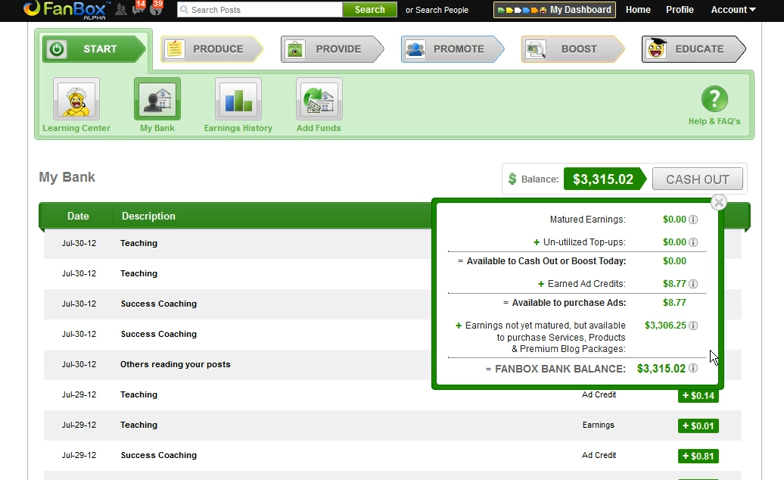 FanBox™
ALPHA
14
39
Search Posts
Search
or Search People
My Dashboard
Home
Profile
Account
START
PRODUCE
PROVIDE
PROMOTE
BOOST
EDUCATE
Learning Center
My Bank
Earnings History
Add Funds
?
Help & FAQ's
My Bank
$ Balance: $3,315.02
CASH OUT
Date Description
Matured Earnings: $0.00
+ Un-utilized Top-ups: $0.00
= Available to Cash Out or Boost Today: $0.00
+ Earned Ad Credits: $8.77
= Available to purchase Ads: $8.77
+ Earnings not yet matured, but available $3,306.25
to purchase Services, Products
& Premium Blog Packages:
= FANBOX BANK BALANCE: $3,315.02
Jul-30-12 Teaching
Jul-30-12 Teaching
Jul-30-12 Success Coaching
Jul-30-12 Success Coaching
Jul-30-12 Others reading your posts
Jul-29-12 Teaching Ad Credit + $0.14
Jul-29-12 Teaching Earnings + $0.01
Jul-29-12 Success Coaching Ad Credit + $0.81